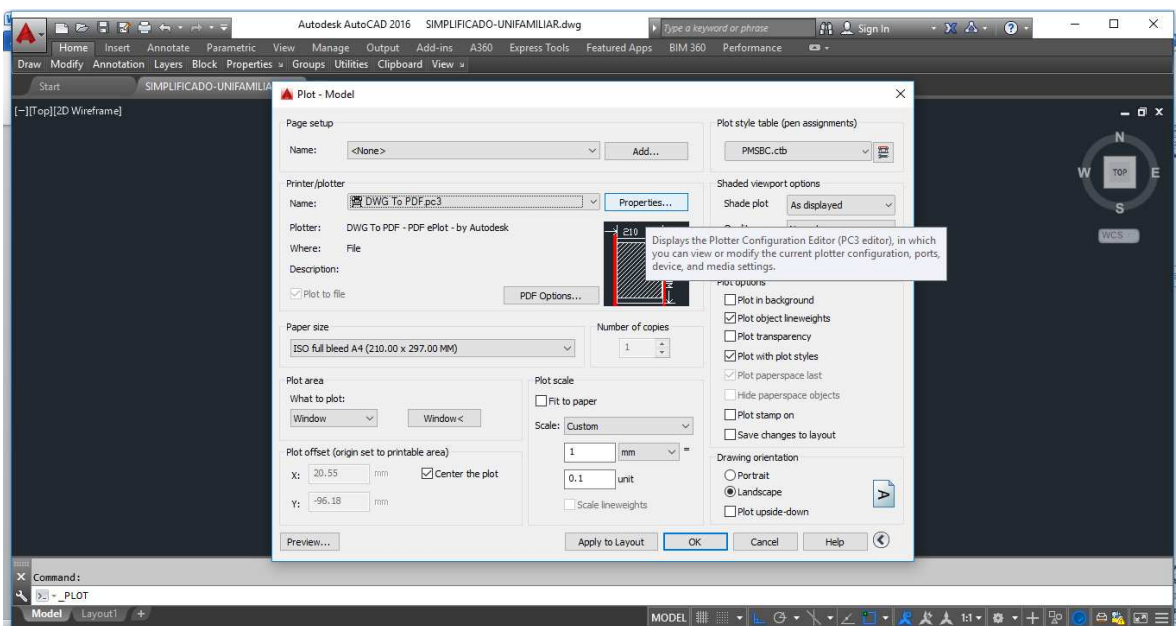 Autodesk AutoCAD 2016 SIMPLIFICADO-UNIFAMILIAR.dwg Type a keyword or phrase Sign In
Home Insert Annotate Parametric View Manage Output Add-ins A360 Express Tools Featured Apps BIM 360 Performance
Draw Modify Annotation Layers Block Properties Groups Utilities Clipboard View
Start SIMPLIFICADO-UNIFAMILIA
[−][Top][2D Wireframe]
N
W TOP E
S
WCS
Plot - Model
Page setup
Name: <None> Add...
Printer/plotter
Name: DWG To PDF.pc3 Properties...
Plotter: DWG To PDF - PDF ePlot - by Autodesk
Where: File
Description:
Plot to file PDF Options...
210
Paper size
ISO full bleed A4 (210.00 x 297.00 MM)
Number of copies
1
Plot area
What to plot:
Window Window<
Plot offset (origin set to printable area)
X: 20.55 mm Center the plot
Y: -96.18 mm
Plot scale
Fit to paper
Scale: Custom
1 mm =
0.1 unit
Scale lineweights
Plot style table (pen assignments)
PMSBC.ctb
Shaded viewport options
Shade plot As displayed
Displays the Plotter Configuration Editor (PC3 editor), in which
you can view or modify the current plotter configuration, ports,
device, and media settings.
Plot options
Plot in background
Plot object lineweights
Plot transparency
Plot with plot styles
Plot paperspace last
Hide paperspace objects
Plot stamp on
Save changes to layout
Drawing orientation
Portrait
Landscape
Plot upside-down
A
Preview... Apply to Layout OK Cancel Help
Command:
_PLOT
Model Layout1 + MODEL 1:1